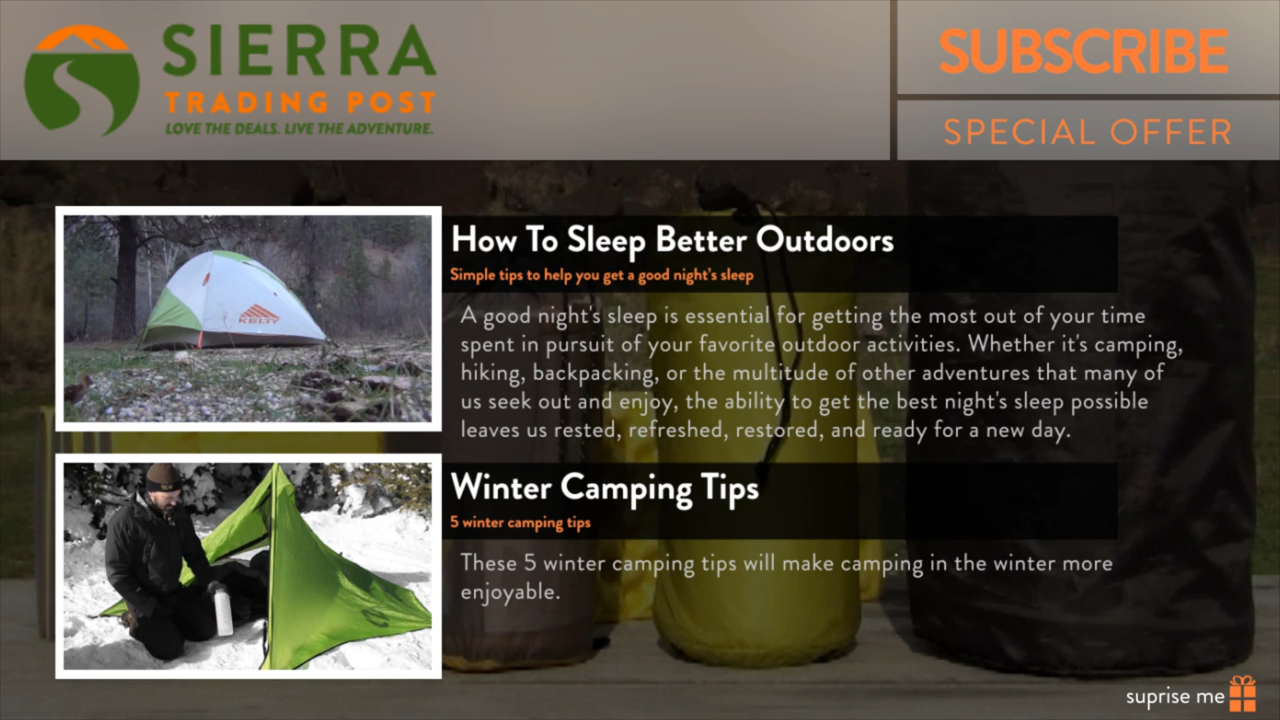 SIERRA
TRADING POST
LOVE THE DEALS. LIVE THE ADVENTURE.
SUBSCRIBE
SPECIAL OFFER
KELTY
How To Sleep Better Outdoors
Simple tips to help you get a good night's sleep
A good night's sleep is essential for getting the most out of your time
spent in pursuit of your favorite outdoor activities. Whether it's camping,
hiking, backpacking, or the multitude of other adventures that many of
us seek out and enjoy, the ability to get the best night's sleep possible
leaves us rested, refreshed, restored, and ready for a new day.
Winter Camping Tips
5 winter camping tips
These 5 winter camping tips will make camping in the winter more
enjoyable.
suprise me